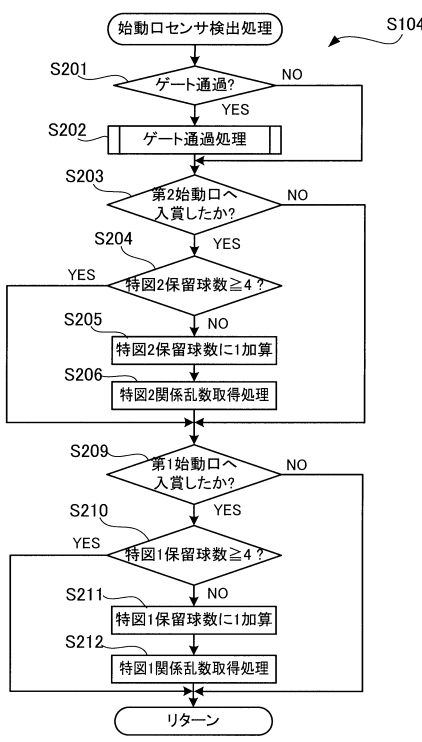 始動口センサ検出処理
S104
S201
ゲート通過?
NO
YES
S202
ゲート通過処理
S203
第2始動口へ
入賞したか?
NO
YES
S204
特図2保留球数≧4?
YES
NO
S205
特図2保留球数に1加算
S206
特図2関係乱数取得処理
S209
第1始動口へ
入賞したか?
NO
YES
S210
特図1保留球数≧4?
YES
NO
S211
特図1保留球数に1加算
S212
特図1関係乱数取得処理
リターン